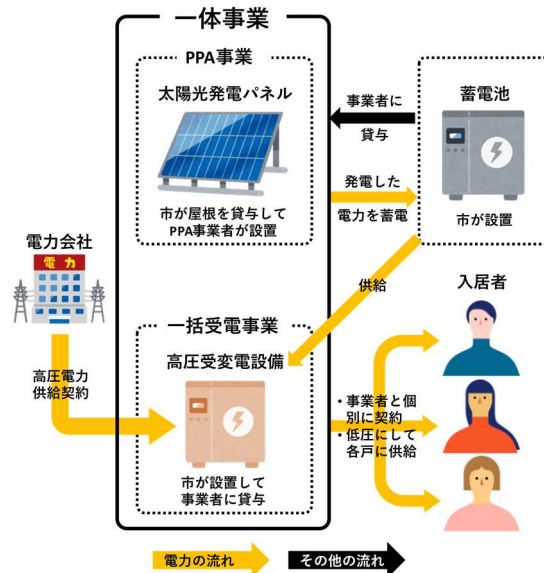 一体事業
PPA事業
太陽光発電パネル
市が屋根を貸与して
PPA事業者が設置
事業者に
貸与
発電した
電力を蓄電
蓄電池
市が設置
電力会社
電力
高圧電力
供給契約
供給
一括受電事業
高圧受変電設備
市が設置して
事業者に貸与
入居者
・事業者と個
別に契約
・低圧にして
各戸に供給
電力の流れ
その他の流れ